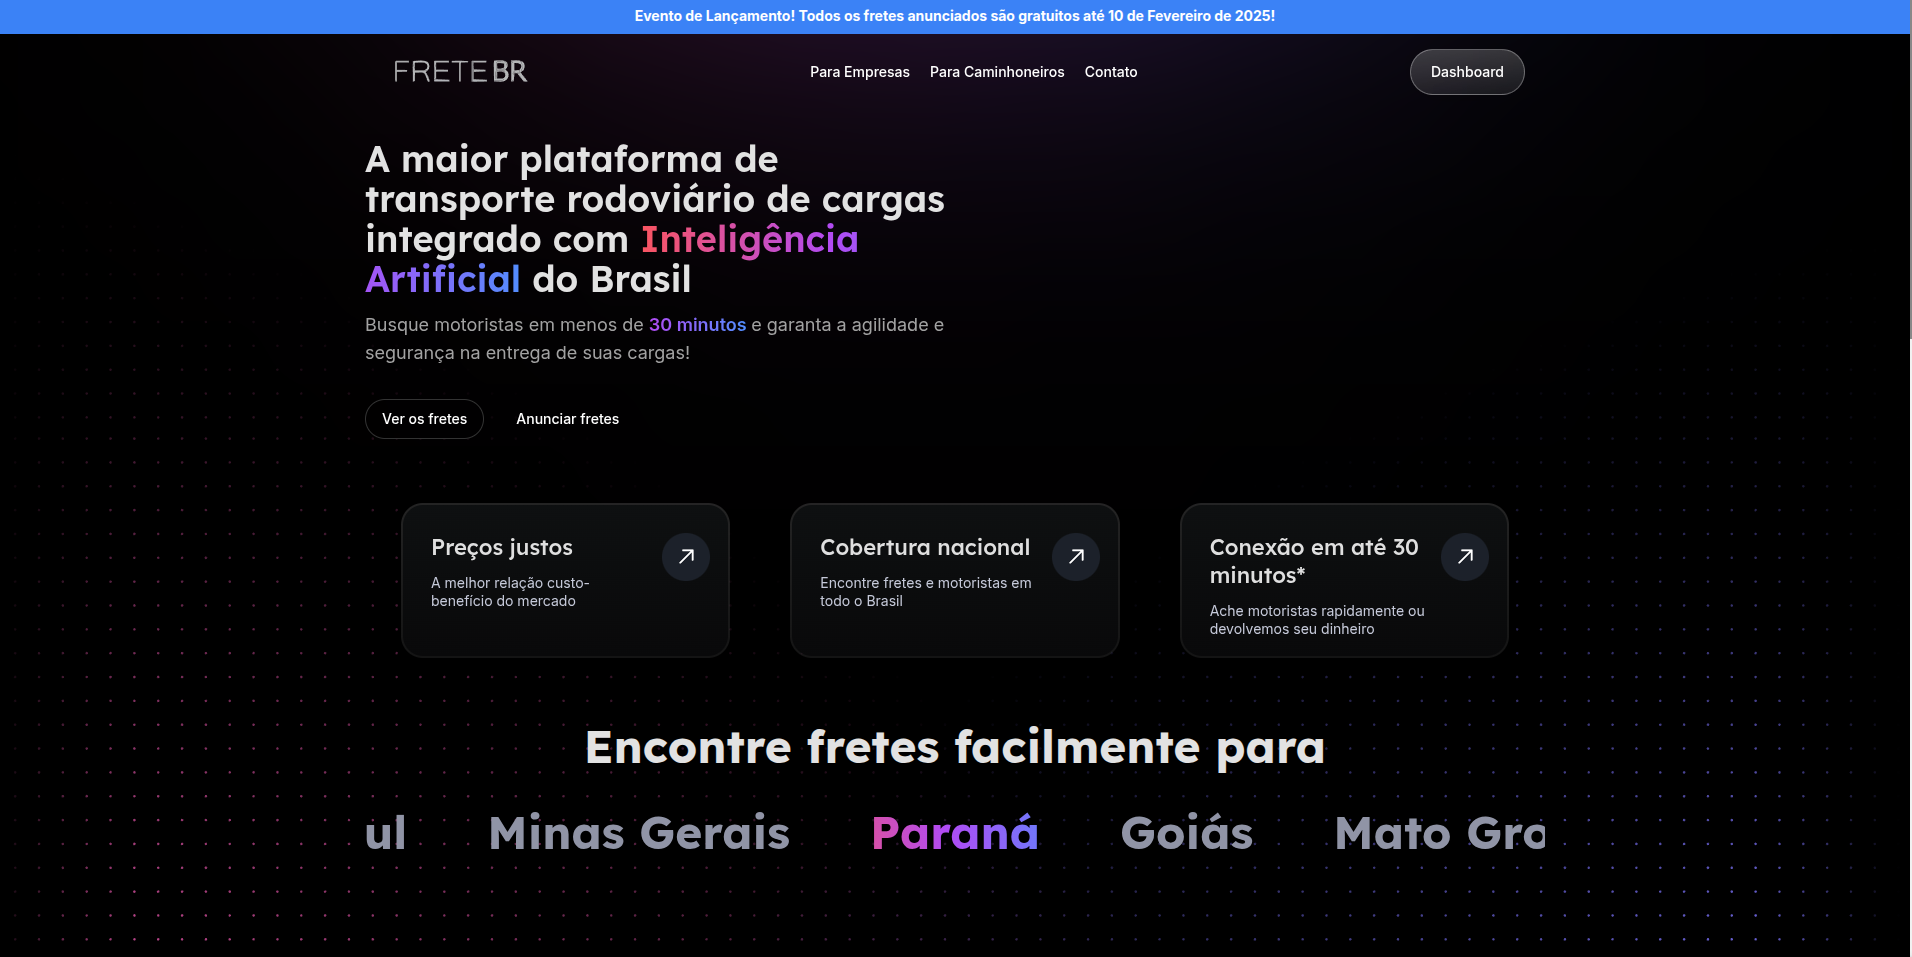 Evento de Lançamento! Todos os fretes anunciados são gratuitos até 10 de Fevereiro de 2025!
FRETE BR
Para Empresas
Para Caminhoneiros
Contato
Dashboard
A maior plataforma de
transporte rodoviário de cargas
integrado com Inteligência
Artificial do Brasil
Busque motoristas em menos de 30 minutos e garanta a agilidade e
segurança na entrega de suas cargas!
Ver os fretes
Anunciar fretes
Preços justos
A melhor relação custo-
benefício do mercado
Cobertura nacional
Encontre fretes e motoristas em
todo o Brasil
Conexão em até 30
minutos*
Ache motoristas rapidamente ou
devolvemos seu dinheiro
Encontre fretes facilmente para
ul Minas Gerais Paraná Goiás Mato Gro